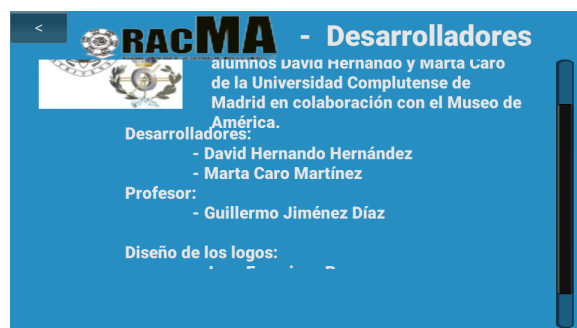 <
RACMA - Desarrolladores
alumnos David Hernando y Marta Caro
de la Universidad Complutense de
Madrid en colaboración con el Museo de
América.
Desarrolladores:
- David Hernando Hernández
- Marta Caro Martínez
Profesor:
- Guillermo Jiménez Díaz
Diseño de los logos: